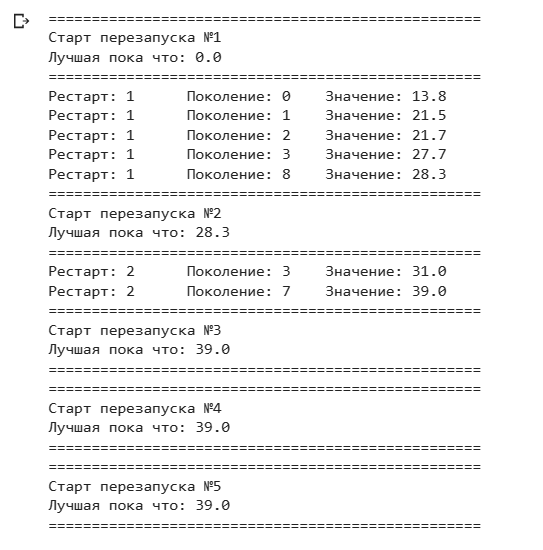 ==================================================
Старт перезапуска №1
Лучшая пока что: 0.0
==================================================
Рестарт: 1      Поколение: 0    Значение: 13.8
Рестарт: 1      Поколение: 1    Значение: 21.5
Рестарт: 1      Поколение: 2    Значение: 21.7
Рестарт: 1      Поколение: 3    Значение: 27.7
Рестарт: 1      Поколение: 8    Значение: 28.3
==================================================
Старт перезапуска №2
Лучшая пока что: 28.3
==================================================
Рестарт: 2      Поколение: 3    Значение: 31.0
Рестарт: 2      Поколение: 7    Значение: 39.0
==================================================
Старт перезапуска №3
Лучшая пока что: 39.0
==================================================
==================================================
Старт перезапуска №4
Лучшая пока что: 39.0
==================================================
==================================================
Старт перезапуска №5
Лучшая пока что: 39.0
==================================================